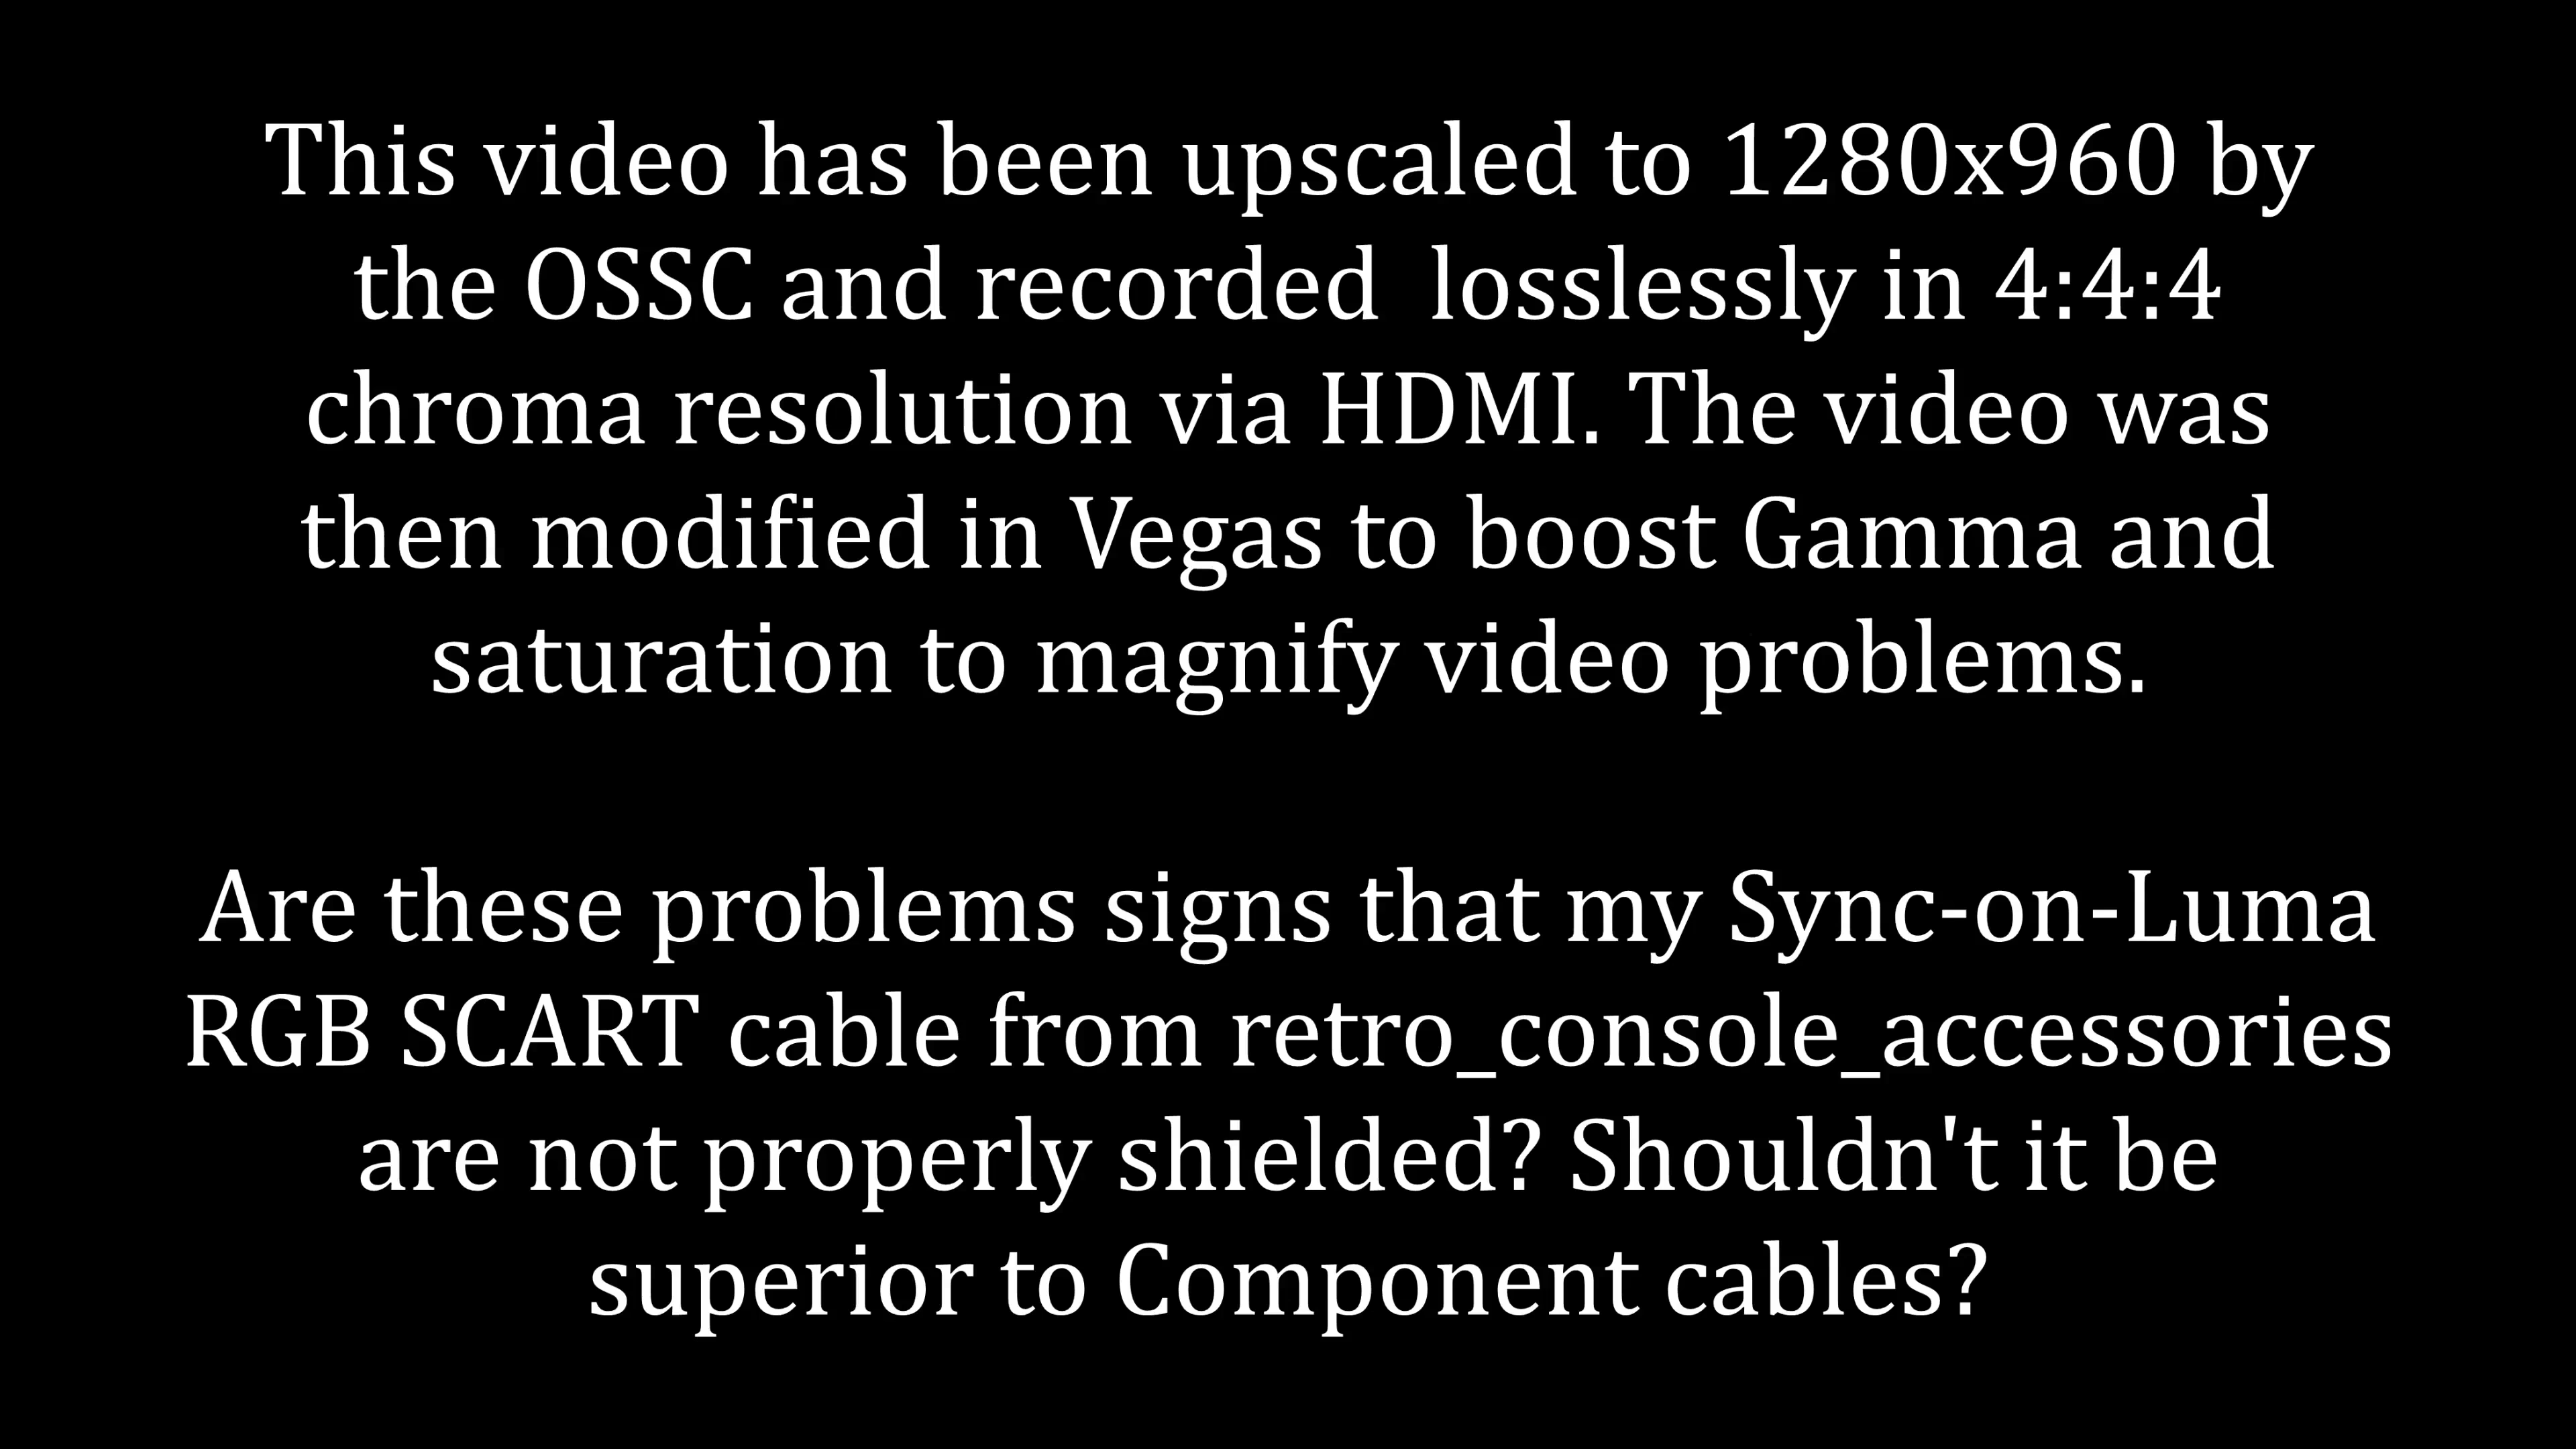 This video has been upscaled to 1280x960 by
the OSSC and recorded  losslessly in 4:4:4
chroma resolution via HDMI. The video was
then modified in Vegas to boost Gamma and
saturation to magnify video problems.
Are these problems signs that my Sync-on-Luma
RGB SCART cable from retro_console_accessories
are not properly shielded? Shouldn't it be
superior to Component cables?